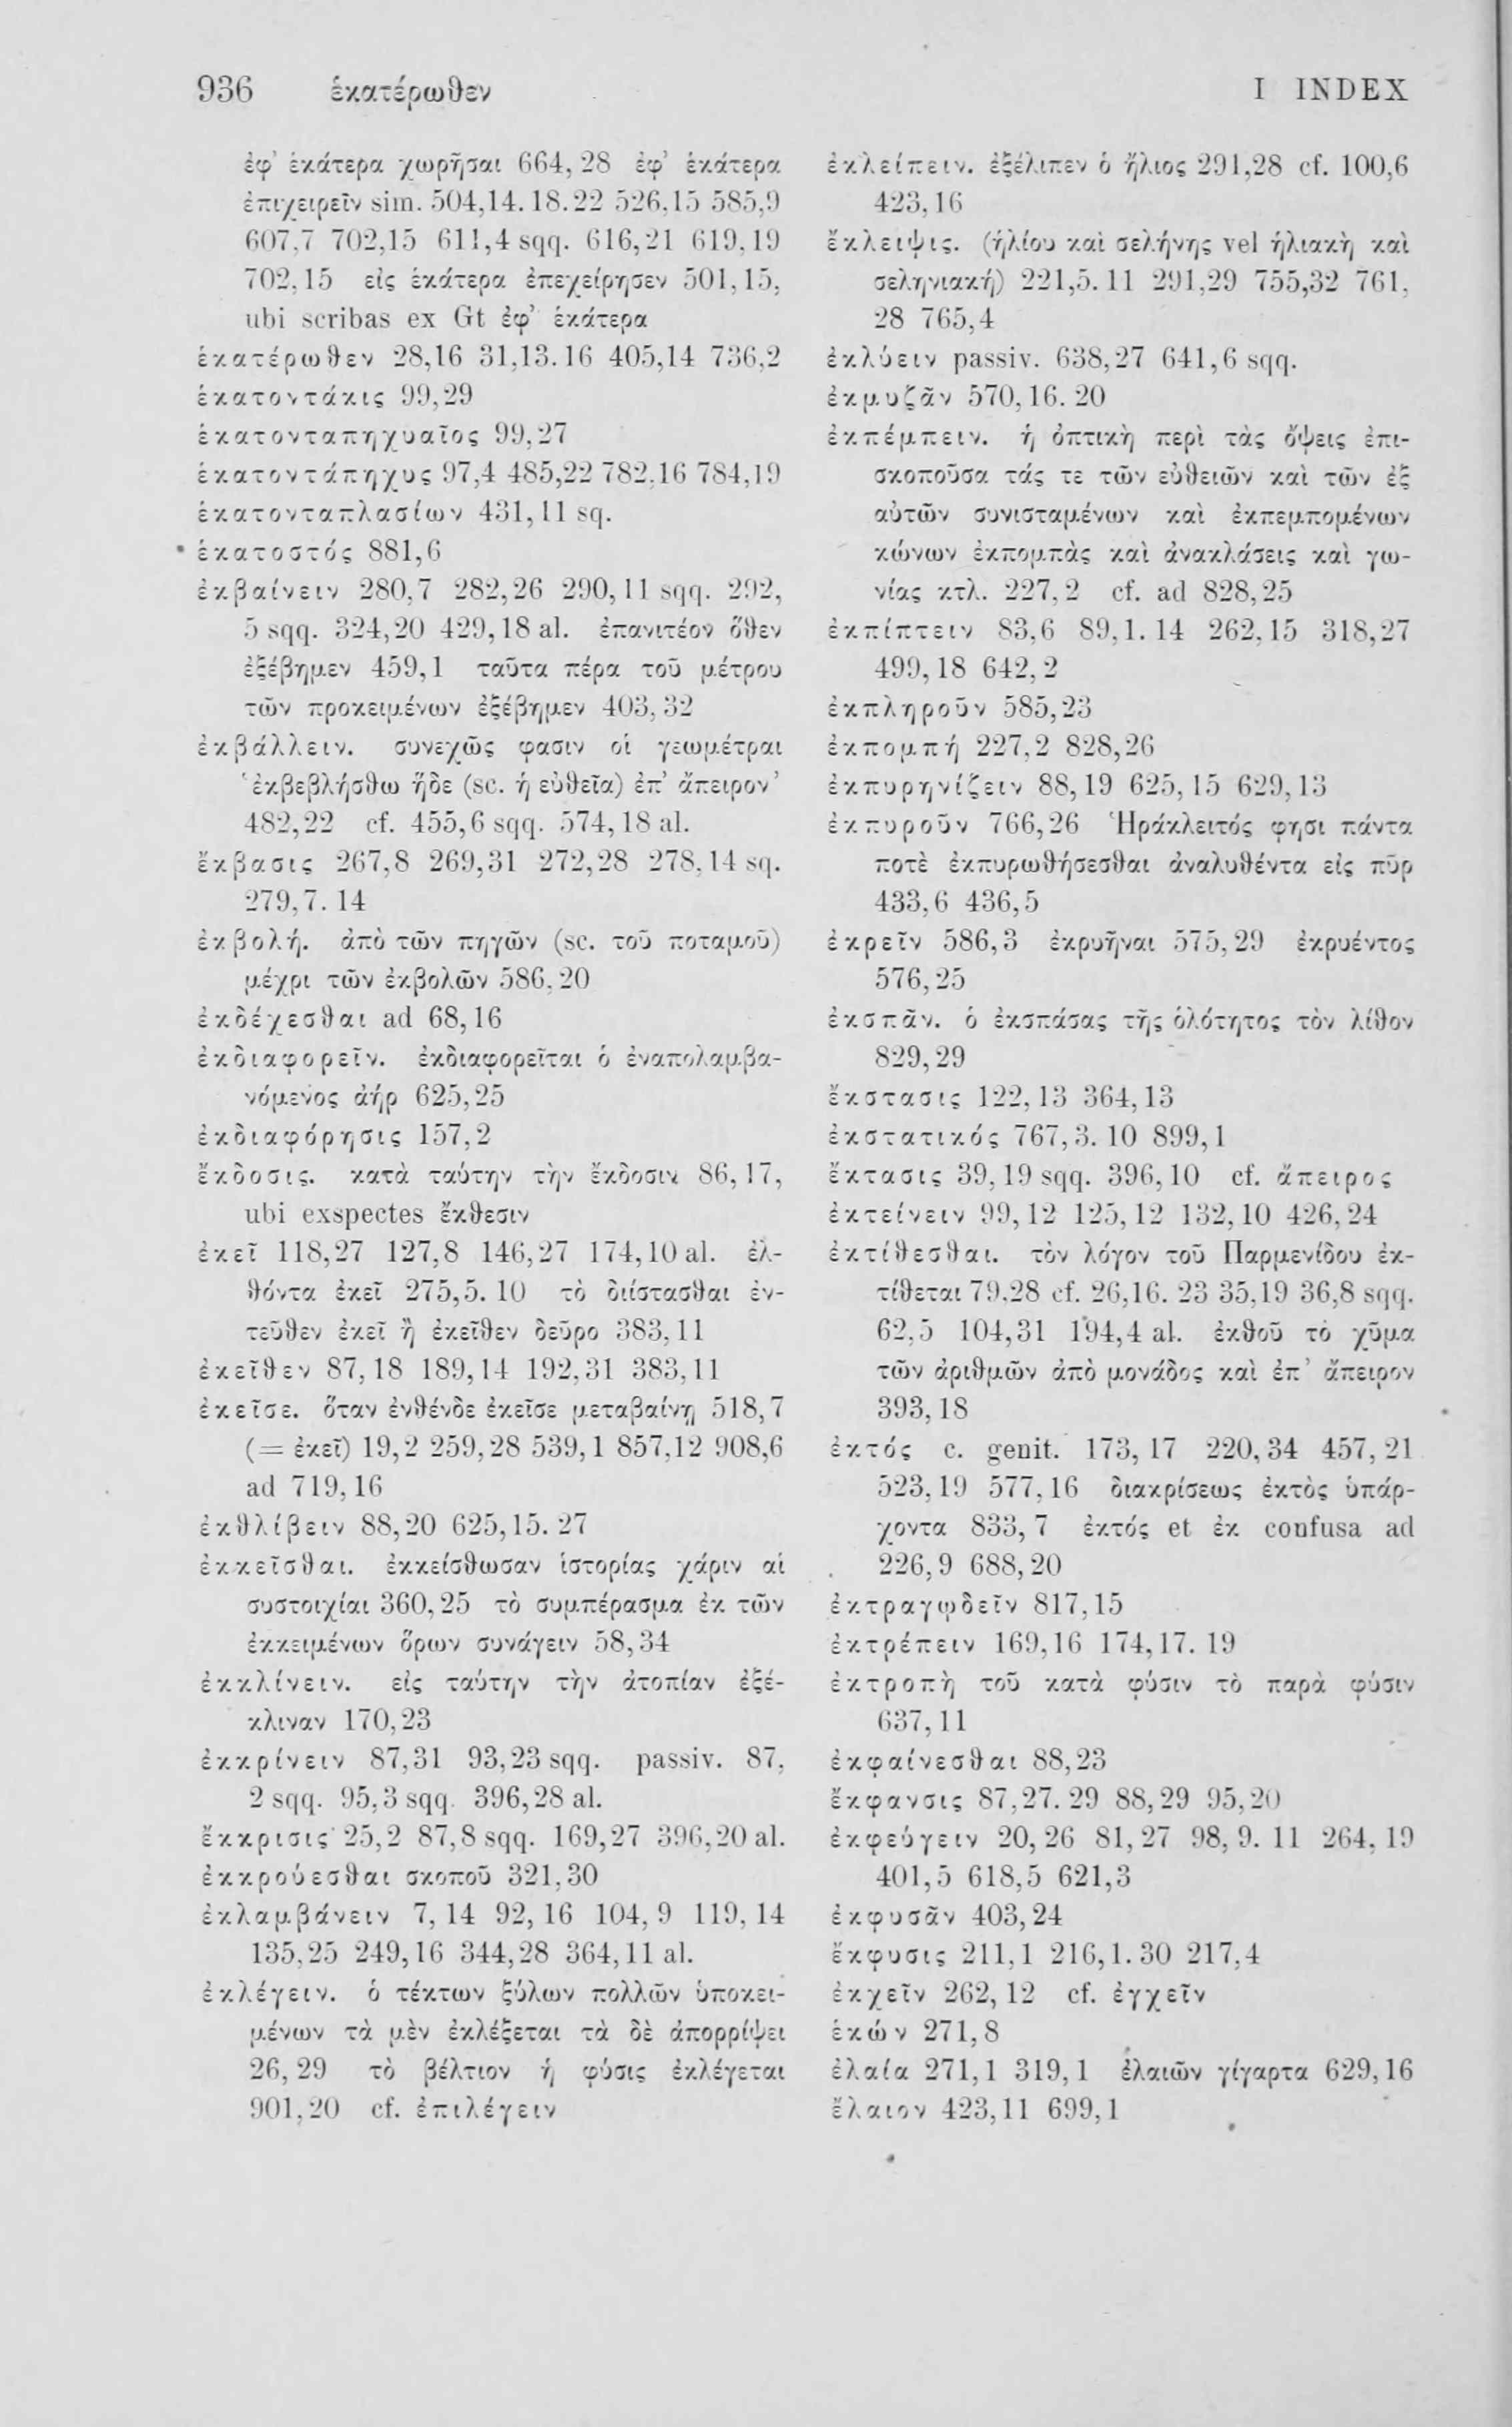 936 ἑκατέρωθεν I INDEX
ἐφ’ ἑκάτερα χωρῆσαι 664,28 ἐφ’ ἑκάτερα
ἐπιχειρεῖν sim. 504,14.18.22 526,15 585,9
607,7 702,15 611,4 sqq. 616,21 619,19
702,15 εἰς ἑκάτερα ἐπεχείρησεν 501,15,
ubi scribas ex Gt ἐφ’ ἑκάτερα
ἑκατέρωθεν 28,16 31,13.16 405,14 736,2
ἑκατοντάκις 99,29
ἑκατονταπηχυαῖος 99,27
ἑκατοντάπηχυς 97,4 485,22 782,16 784,19
ἑκατονταπλασίων 431,11 sq.
ἑκατοστός 881,6
ἐκβαίνειν 280,7 282,26 290,11 sqq. 292,
5 sqq. 324,20 429,18 al. ἐπανιτέον ὅθεν
ἐξέβημεν 459,1 ταῦτα πέρα τοῦ μέτρου
τῶν προκειμένων ἐξέβημεν 403,32
ἐκβάλλειν. συνεχῶς φασιν οἱ γεωμέτραι
‘ἐκβεβλήσθω ἥδε (sc. ἡ εὐθεῖα) ἐπ’ ἄπειρον’
482,22 cf. 455,6 sqq. 574,18 al.
ἔκβασις 267,8 269,31 272,28 278,14 sq.
279,7.14
ἐκβολή. ἀπὸ τῶν πηγῶν (sc. τοῦ ποταμοῦ)
μέχρι τῶν ἐκβολῶν 586,20
ἐκδέχεσθαι ad 68,16
ἐκδιαφορεῖν. ἐκδιαφορεῖται ὁ ἐναπολαμβα-
νόμενος ἀήρ 625,25
ἐκδιαφόρησις 157,2
ἔκδοσις. κατὰ ταύτην τὴν ἔκδοσιν 86,17,
ubi exspectes ἔκθεσιν
ἐκεῖ 118,27 127,8 146,27 174,10 al. ἐλ-
θόντα ἐκεῖ 275,5.10 τὸ διίστασθαι ἐν-
τεῦθεν ἐκεῖ ἢ ἐκεῖθεν δεῦρο 383,11
ἐκεῖθεν 87,18 189,14 192,31 383,11
ἐκεῖσε. ὅταν ἐνθένδε ἐκεῖσε μεταβαίνῃ 518,7
(= ἐκεῖ) 19,2 259,28 539,1 857,12 908,6
ad 719,16
ἐκθλίβειν 88,20 625,15.27
ἐκκεῖσθαι. ἐκκείσθωσαν ἱστορίας χάριν αἱ
συστοιχίαι 360,25 τὸ συμπέρασμα ἐκ τῶν
ἐκκειμένων ὅρων συνάγειν 58,34
ἐκκλίνειν. εἰς ταύτην τὴν ἀτοπίαν ἐξέ-
κλιναν 170,23
ἐκκρίνειν 87,31 93,23 sqq. passiv. 87,
2 sqq. 95,3 sqq. 396,28 al.
ἔκκρισις 25,2 87,8 sqq. 169,27 396,20 al.
ἐκκρούεσθαι σκοποῦ 321,30
ἐκλαμβάνειν 7,14 92,16 104,9 119,14
135,25 249,16 344,28 364,11 al.
ἐκλέγειν. ὁ τέκτων ξύλων πολλῶν ὑποκει-
μένων τὰ μὲν ἐκλέξεται τὰ δὲ ἀπορρίψει
26,29 τὸ βέλτιον ἡ φύσις ἐκλέγεται
901,20 cf. ἐπιλέγειν
ἐκλείπειν. ἐξέλιπεν ὁ ἥλιος 291,28 cf. 100,6
423,16
ἔκλειψις. (ἡλίου καὶ σελήνης vel ἡλιακὴ καὶ
σεληνιακή) 221,5.11 291,29 755,32 761,
28 765,4
ἐκλύειν passiv. 638,27 641,6 sqq.
ἐκμυζᾶν 570,16.20
ἐκπέμπειν. ἡ ὀπτικὴ περὶ τὰς ὄψεις ἐπι-
σκοποῦσα τάς τε τῶν εὐθειῶν καὶ τῶν ἐξ
αὐτῶν συνισταμένων καὶ ἐκπεμπομένων
κώνων ἐκπομπὰς καὶ ἀνακλάσεις καὶ γω-
νίας κτλ. 227,2 cf. ad 828,25
ἐκπίπτειν 83,6 89,1.14 262,15 318,27
499,18 642,2
ἐκπληροῦν 585,23
ἐκπομπή 227,2 828,26
ἐκπυρηνίζειν 88,19 625,15 629,13
ἐκπυροῦν 766,26 Ἡράκλειτός φησι πάντα
ποτὲ ἐκπυρωθήσεσθαι ἀναλυθέντα εἰς πῦρ
433,6 436,5
ἐκρεῖν 586,3 ἐκρυῆναι 575,29 ἐκρυέντος
576,25
ἐκσπᾶν. ὁ ἐκσπάσας τῆς ὁλότητος τὸν λίθον
829,29
ἔκστασις 122,13 364,13
ἐκστατικός 767,3.10 899,1
ἔκτασις 39,19 sqq. 396,10 cf. ἄπειρος
ἐκτείνειν 99,12 125,12 132,10 426,24
ἐκτίθεσθαι. τὸν λόγον τοῦ Παρμενίδου ἐκ-
τίθεται 79,28 cf. 26,16.23 35,19 36,8 sqq.
62,5 104,31 194,4 al. ἐκθοῦ τὸ χῦμα
τῶν ἀριθμῶν ἀπὸ μονάδος καὶ ἐπ’ ἄπειρον
393,18
ἐκτός c. genit. 173,17 220,34 457,21
523,19 577,16 διακρίσεως ἐκτὸς ὑπάρ-
χοντα 833,7 ἐκτός et ἐκ confusa ad
226,9 688,20
ἐκτραγῳδεῖν 817,15
ἐκτρέπειν 169,16 174,17.19
ἐκτροπὴ τοῦ κατὰ φύσιν τὸ παρὰ φύσιν
637,11
ἐκφαίνεσθαι 88,23
ἔκφανσις 87,27.29 88,29 95,20
ἐκφεύγειν 20,26 81,27 98,9.11 264,19
401,5 618,5 621,3
ἐκφυσᾶν 403,24
ἔκφυσις 211,1 216,1.30 217,4
ἐκχεῖν 262,12 cf. ἐγχεῖν
ἑκών 271,8
ἐλαία 271,1 319,1 ἐλαιῶν γίγαρτα 629,16
ἔλαιον 423,11 699,1